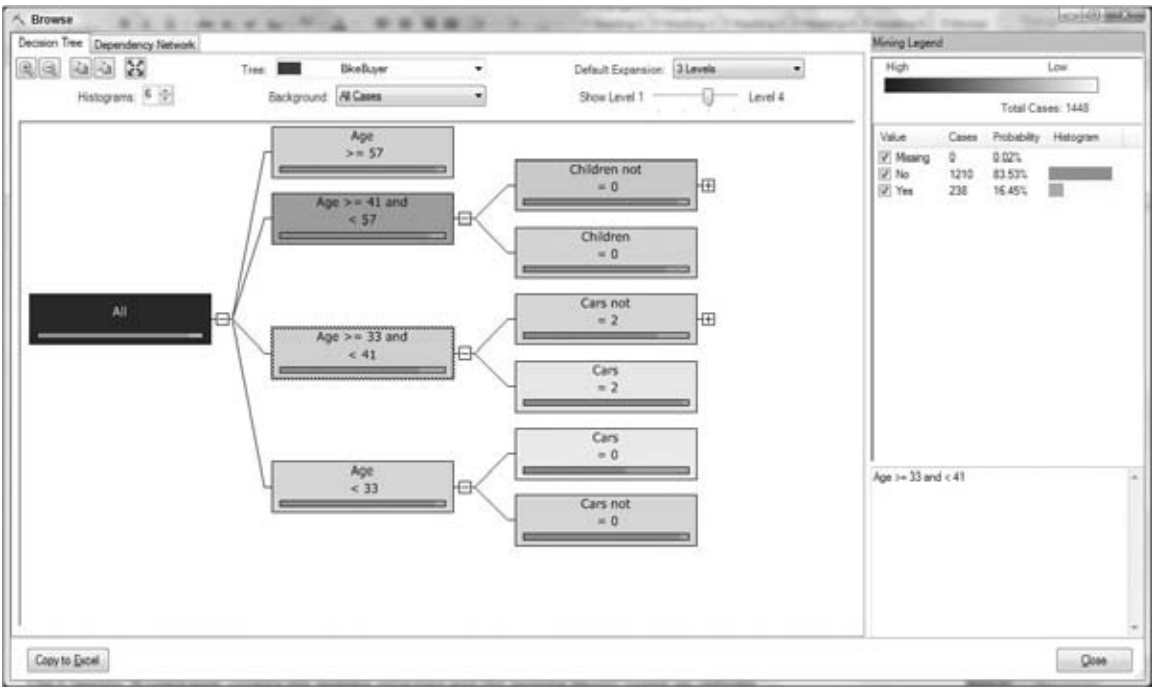 Browse
Decision Tree Dependency Network
Tree: BikeBuyer
Default Expansion: 3 Levels
Histograms: 6
Background: All Cases
Show Level 1 Level 4
All
Age
>= 57
Age >= 41 and
< 57
Age >= 33 and
< 41
Age
< 33
Children not
= 0
Children
= 0
Cars not
= 2
Cars
= 2
Cars
= 0
Cars not
= 0
Mining Legend
High Low
Total Cases: 1448
Value Cases Probability Histogram
Missing 0 0.02%
No 1210 83.53%
Yes 238 16.45%
Age >= 33 and < 41
Copy to Excel
Close